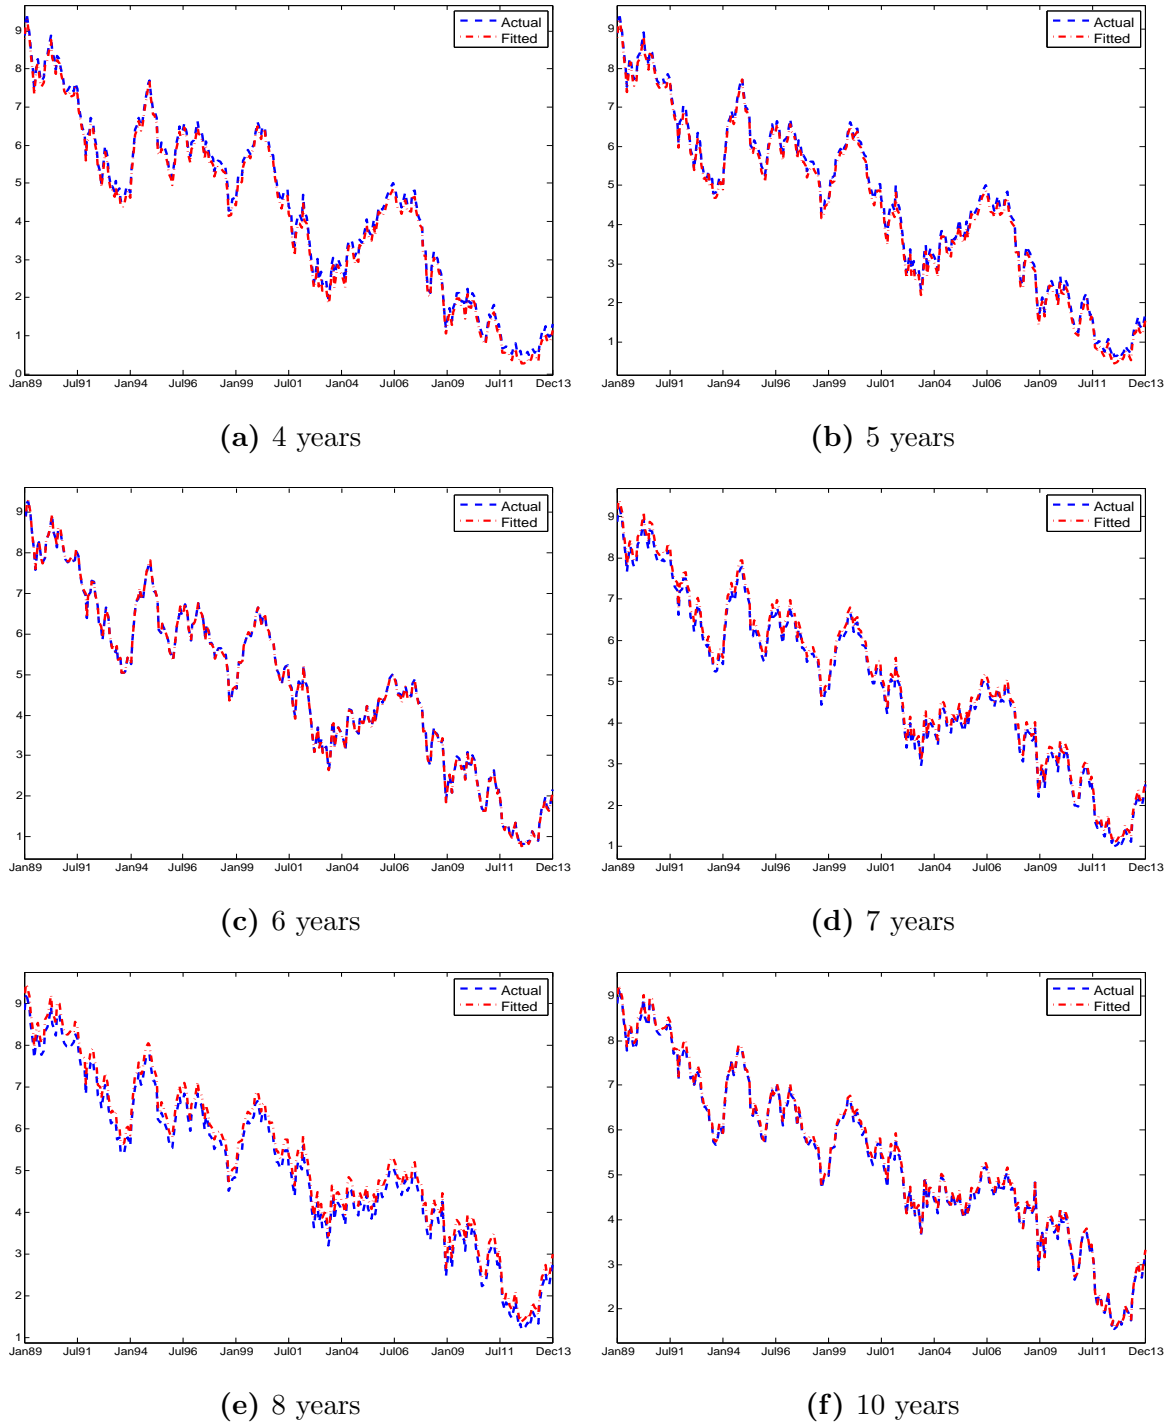 Actual
Fitted
9
8
7
6
5
4
3
2
1
0
Jan89 Jul91 Jan94 Jul96 Jan99 Jul01 Jan04 Jul06 Jan09 Jul11 Dec13
(a) 4 years
Actual
Fitted
9
8
7
6
5
4
3
2
1
Jan89 Jul91 Jan94 Jul96 Jan99 Jul01 Jan04 Jul06 Jan09 Jul11 Dec13
(b) 5 years
Actual
Fitted
9
8
7
6
5
4
3
2
1
Jan89 Jul91 Jan94 Jul96 Jan99 Jul01 Jan04 Jul06 Jan09 Jul11 Dec13
(c) 6 years
Actual
Fitted
9
8
7
6
5
4
3
2
1
Jan89 Jul91 Jan94 Jul96 Jan99 Jul01 Jan04 Jul06 Jan09 Jul11 Dec13
(d) 7 years
Actual
Fitted
9
8
7
6
5
4
3
2
1
Jan89 Jul91 Jan94 Jul96 Jan99 Jul01 Jan04 Jul06 Jan09 Jul11 Dec13
(e) 8 years
Actual
Fitted
9
8
7
6
5
4
3
2
Jan89 Jul91 Jan94 Jul96 Jan99 Jul01 Jan04 Jul06 Jan09 Jul11 Dec13
(f) 10 years